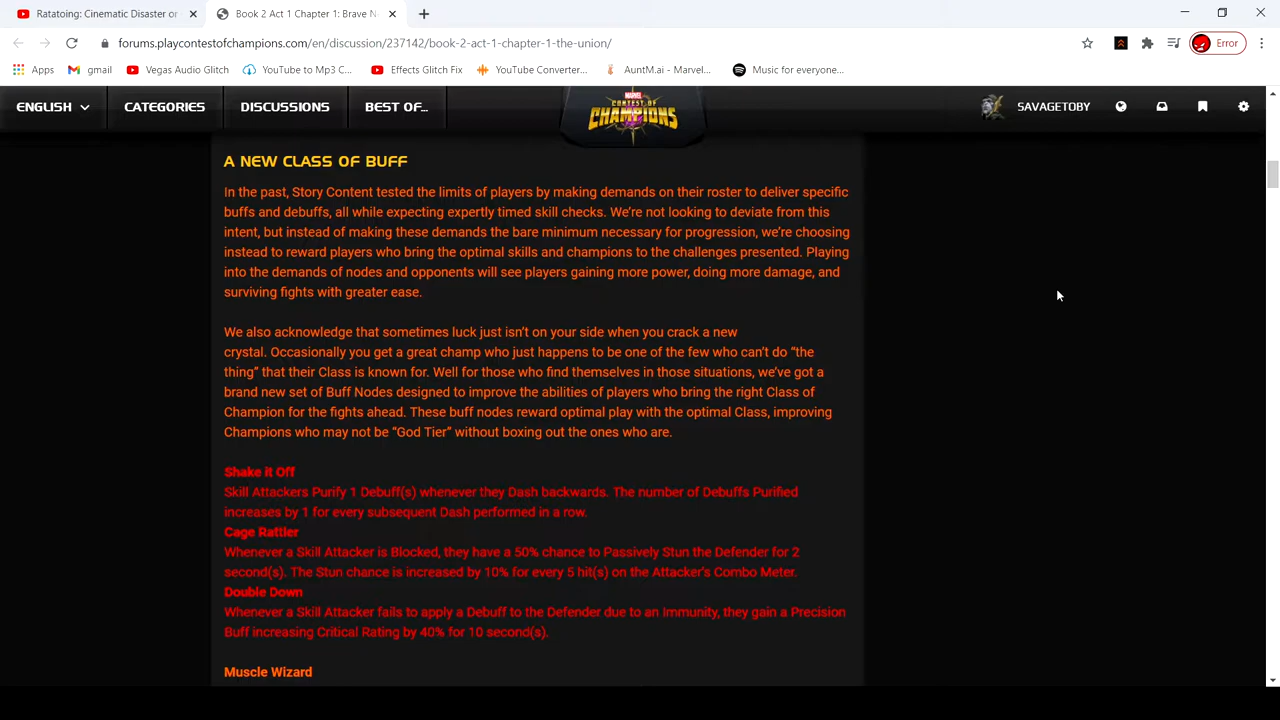 Ratatoing: Cinematic Disaster or
Book 2 Act 1 Chapter 1: Brave N
forums.playcontestofchampions.com/en/discussion/237142/book-2-act-1-chapter-1-the-union/
Error
Apps gmail Vegas Audio Glitch YouTube to Mp3 C... Effects Glitch Fix YouTube Converter... AuntM.ai - Marvel... Music for everyone...
ENGLISH CATEGORIES DISCUSSIONS BEST OF... MARVEL CONTEST OF CHAMPIONS SAVAGETOBY
A NEW CLASS OF BUFF
In the past, Story Content tested the limits of players by making demands on their roster to deliver specific
buffs and debuffs, all while expecting expertly timed skill checks. We're not looking to deviate from this
intent, but instead of making these demands the bare minimum necessary for progression, we're choosing
instead to reward players who bring the optimal skills and champions to the challenges presented. Playing
into the demands of nodes and opponents will see players gaining more power, doing more damage, and
surviving fights with greater ease.
We also acknowledge that sometimes luck just isn't on your side when you crack a new
crystal. Occasionally you get a great champ who just happens to be one of the few who can't do “the
thing” that their Class is known for. Well for those who find themselves in those situations, we've got a
brand new set of Buff Nodes designed to improve the abilities of players who bring the right Class of
Champion for the fights ahead. These buff nodes reward optimal play with the optimal Class, improving
Champions who may not be “God Tier” without boxing out the ones who are.
Shake it Off
Skill Attackers Purify 1 Debuff(s) whenever they Dash backwards. The number of Debuffs Purified
increases by 1 for every subsequent Dash performed in a row.
Cage Rattler
Whenever a Skill Attacker is Blocked, they have a 50% chance to Passively Stun the Defender for 2
second(s). The Stun chance is increased by 10% for every 5 hit(s) on the Attacker's Combo Meter.
Double Down
Whenever a Skill Attacker fails to apply a Debuff to the Defender due to an Immunity, they gain a Precision
Buff increasing Critical Rating by 40% for 10 second(s).
Muscle Wizard